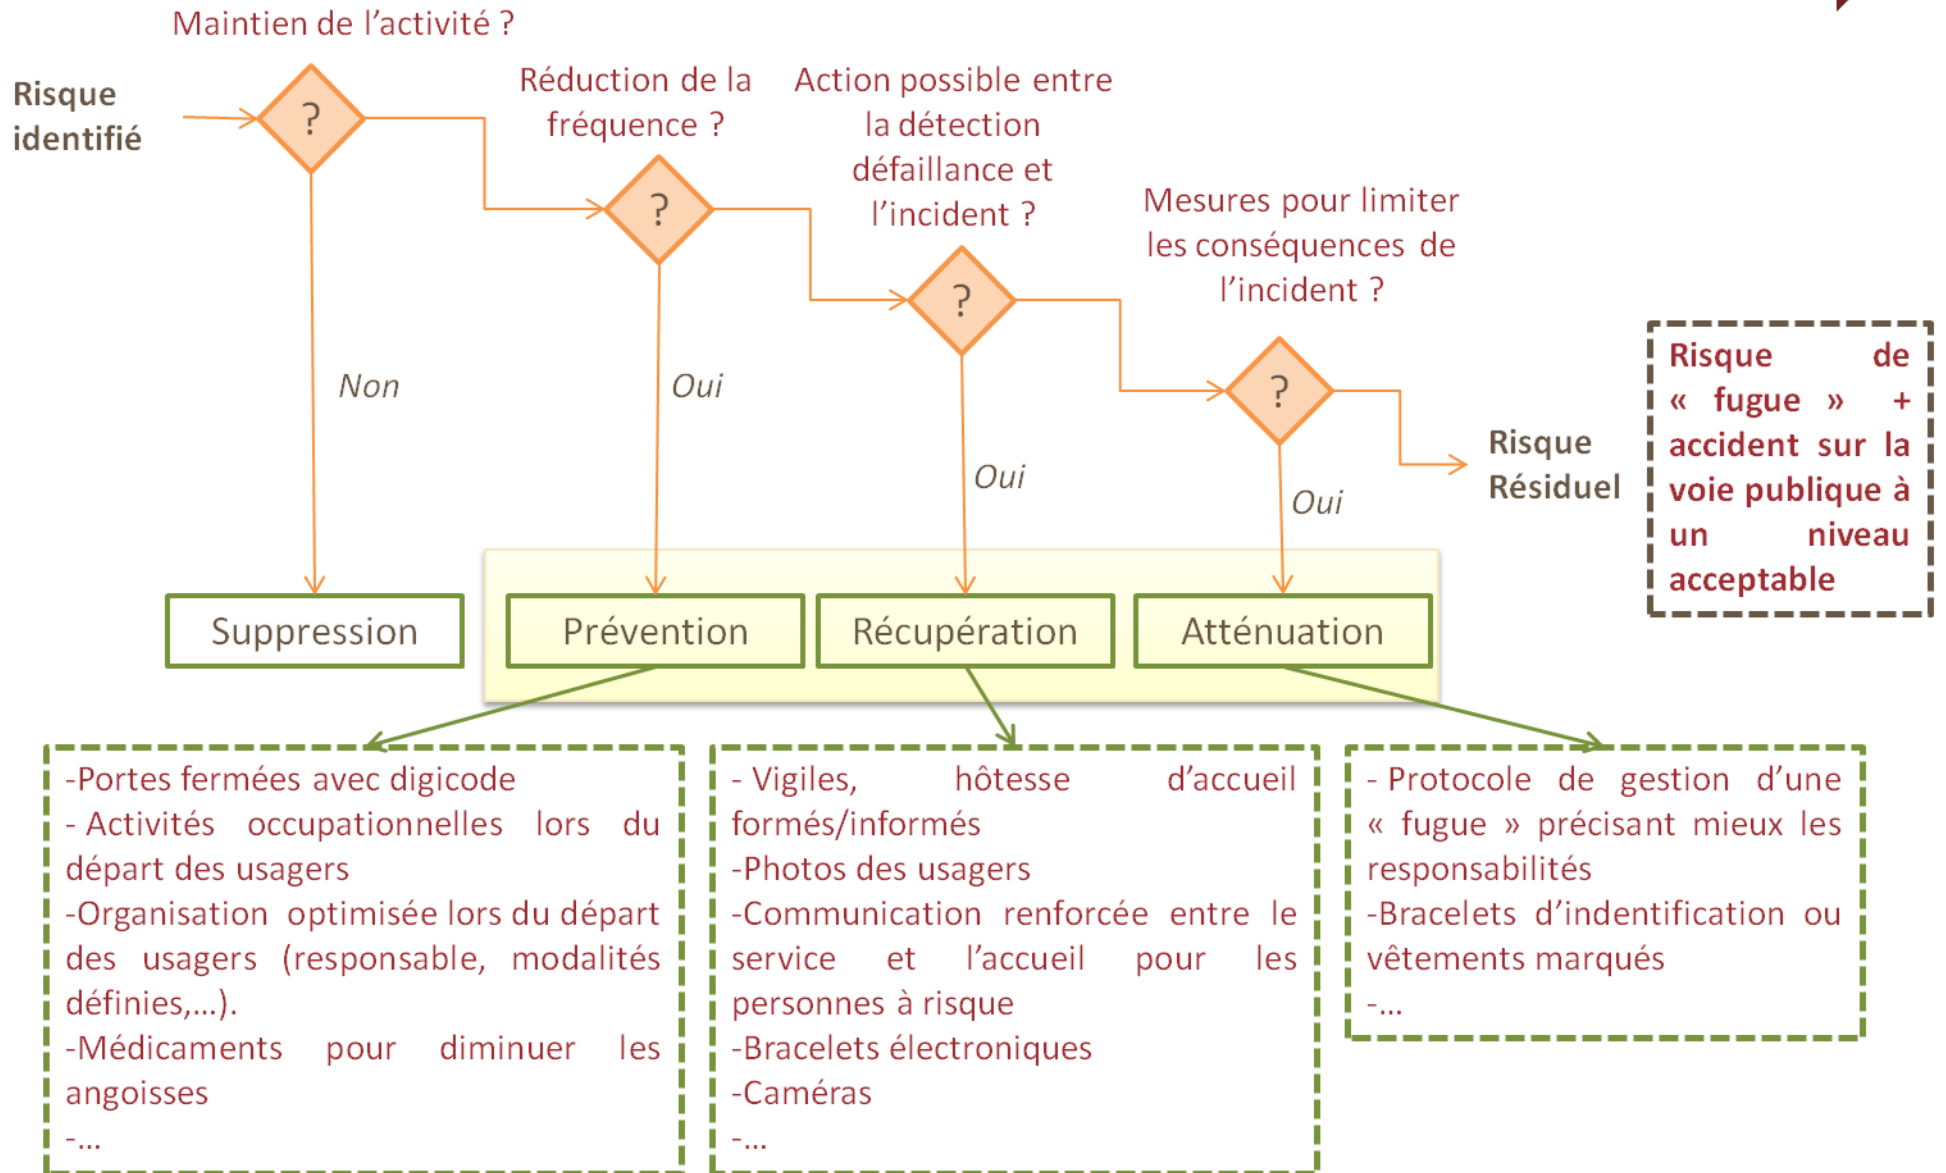 Maintien de l'activité ?
Risque
identifié
?
Réduction de la
fréquence ?
?
Action possible entre
la détection
défaillance et
l'incident ?
?
Mesures pour limiter
les conséquences de
l'incident ?
?
Non
Oui
Oui
Oui
Risque
Résiduel
Risque de
« fugue » +
accident sur la
voie publique à
un niveau
acceptable
Suppression
Prévention
Récupération
Atténuation
-Portes fermées avec digicode
- Activités occupationnelles lors du
départ des usagers
-Organisation optimisée lors du départ
des usagers (responsable, modalités
définies,...).
-Médicaments pour diminuer les
angoisses
-...
- Vigiles, hôtesse d'accueil
formés/informés
-Photos des usagers
-Communication renforcée entre le
service et l'accueil pour les
personnes à risque
-Bracelets électroniques
-Caméras
-...
- Protocole de gestion d'une
« fugue » précisant mieux les
responsabilités
-Bracelets d'indentification ou
vêtements marqués
-...